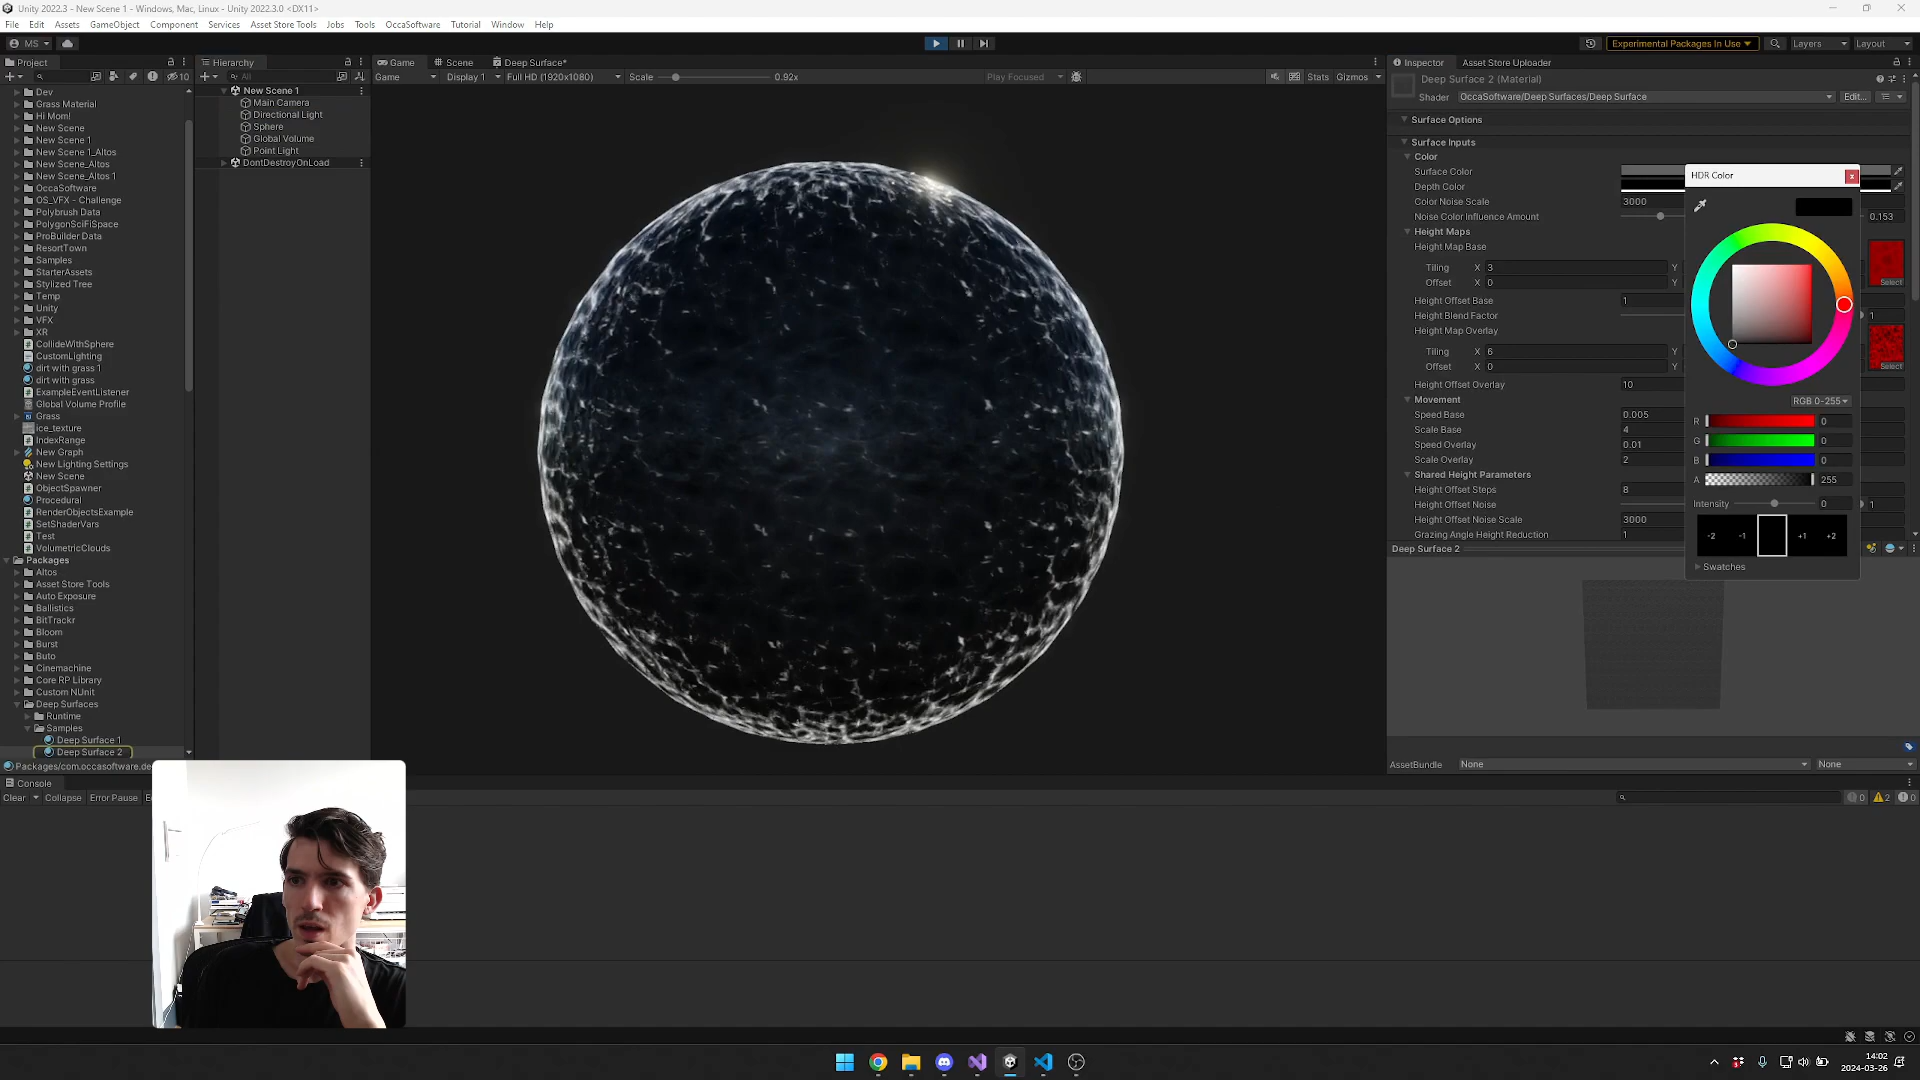 Unity 2022.3 - New Scene 1 - Windows, Mac, Linux - Unity 2022.3.0 <DX11>
File Edit Assets GameObject Component Services Asset Store Tools Jobs Tools OccaSoftware Tutorial Window Help
MS
Experimental Packages In Use
Layers
Layout
Project
10
Dev
Grass Material
Hi Mom!
New Scene
New Scene 1
New Scene 1_Altos
New Scene_Altos
New Scene_Altos 1
OccaSoftware
OS_VFX - Challenge
Polybrush Data
PolygonSciFiSpace
ProBuilder Data
ResortTown
Samples
StarterAssets
Stylized Tree
Temp
Unity
VFX
XR
CollideWithSphere
CustomLighting
dirt with grass 1
dirt with grass
ExampleEventListener
Global Volume Profile
Grass
ice_texture
IndexRange
New Graph
New Lighting Settings
New Scene
ObjectSpawner
Procedural
RenderObjectsExample
SetShaderVars
Test
VolumetricClouds
Packages
Altos
Asset Store Tools
Auto Exposure
Ballistics
BitTrackr
Bloom
Burst
Buto
Cinemachine
Core RP Library
Custom NUnit
Deep Surfaces
Runtime
Samples
Deep Surface 1
Deep Surface 2
Packages/com.occasoftware.de
Hierarchy
All
New Scene 1
Main Camera
Directional Light
Sphere
Global Volume
Point Light
DontDestroyOnLoad
Game Scene Deep Surface*
Game Display 1 Full HD (1920x1080) Scale 0.92x Play Focused Stats Gizmos
Inspector Asset Store Uploader
Deep Surface 2 (Material)
Shader OccaSoftware/Deep Surfaces/Deep Surface Edit...
Surface Options
Surface Inputs
Color
Surface Color
Depth Color
Color Noise Scale 3000
Noise Color Influence Amount 0.153
Height Maps
Height Map Base
Tiling X 3 Y
Offset X 0 Y
Select
Height Offset Base 1
Height Blend Factor 1
Height Map Overlay
Tiling X 6 Y
Offset X 0 Y
Select
Height Offset Overlay 10
Movement
Speed Base 0.005
Scale Base 4
Speed Overlay 0.01
Scale Overlay 2
Shared Height Parameters
Height Offset Steps 8
Height Offset Noise 1
Height Offset Noise Scale 3000
Grazing Angle Height Reduction 1
Deep Surface 2
AssetBundle None None
HDR Color
x
RGB 0-255
R 0
G 0
B 0
A 255
Intensity 0
-2 -1 +1 +2
Swatches
Console
Clear Collapse Error Pause E
0 2 0
14:02
2024-03-26